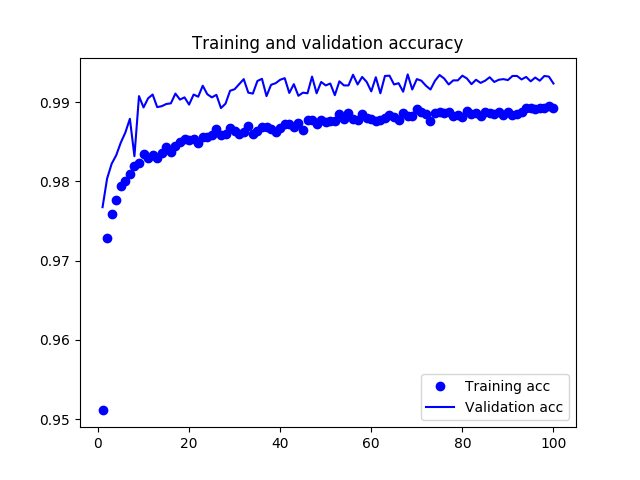 Training and validation accuracy
0.99
0.98
0.97
0.96
0.95
0 20 40 60 80 100
Training acc
Validation acc